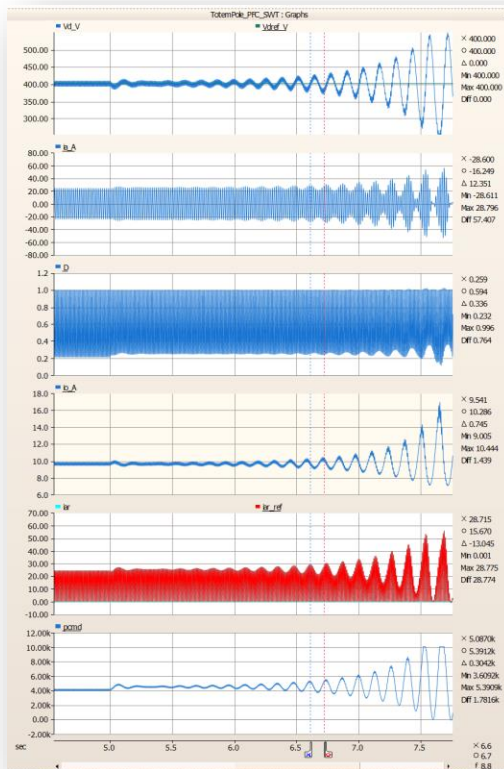 TotemPole_PFC_SWT : Graphs
Vd_V Vdref_V
500.00
450.00
400.00
350.00
300.00
× 400.000
O 400.000
Δ 0.000
Min 400.000
Max 400.000
Diff 0.000
ia_A
80.00
60.00
40.00
20.00
0.00
-20.00
-40.00
-60.00
-80.00
× -28.600
O -16.249
Δ 12.351
Min -28.611
Max 28.796
Diff 57.407
D
1.2
1.0
0.8
0.6
0.4
0.2
0.0
× 0.259
O 0.594
Δ 0.336
Min 0.232
Max 0.996
Diff 0.764
io_A
18.0
16.0
14.0
12.0
10.0
8.0
6.0
× 9.541
O 10.286
Δ 0.745
Min 9.005
Max 10.444
Diff 1.439
iar iar_ref
70.00
60.00
50.00
40.00
30.00
20.00
10.00
0.00
-10.00
× 28.715
O 15.670
Δ -13.045
Min 0.001
Max 28.775
Diff 28.774
pcmd
12.00k
10.00k
8.00k
6.00k
4.00k
2.00k
0.00
-2.00k
× 5.0870k
O 5.3912k
Δ 0.3042k
Min 3.6092k
Max 5.3909k
Diff 1.7816k
sec 5.0 5.5 6.0 6.5 7.0 7.5
× 6.6
O 6.7
f 8.8